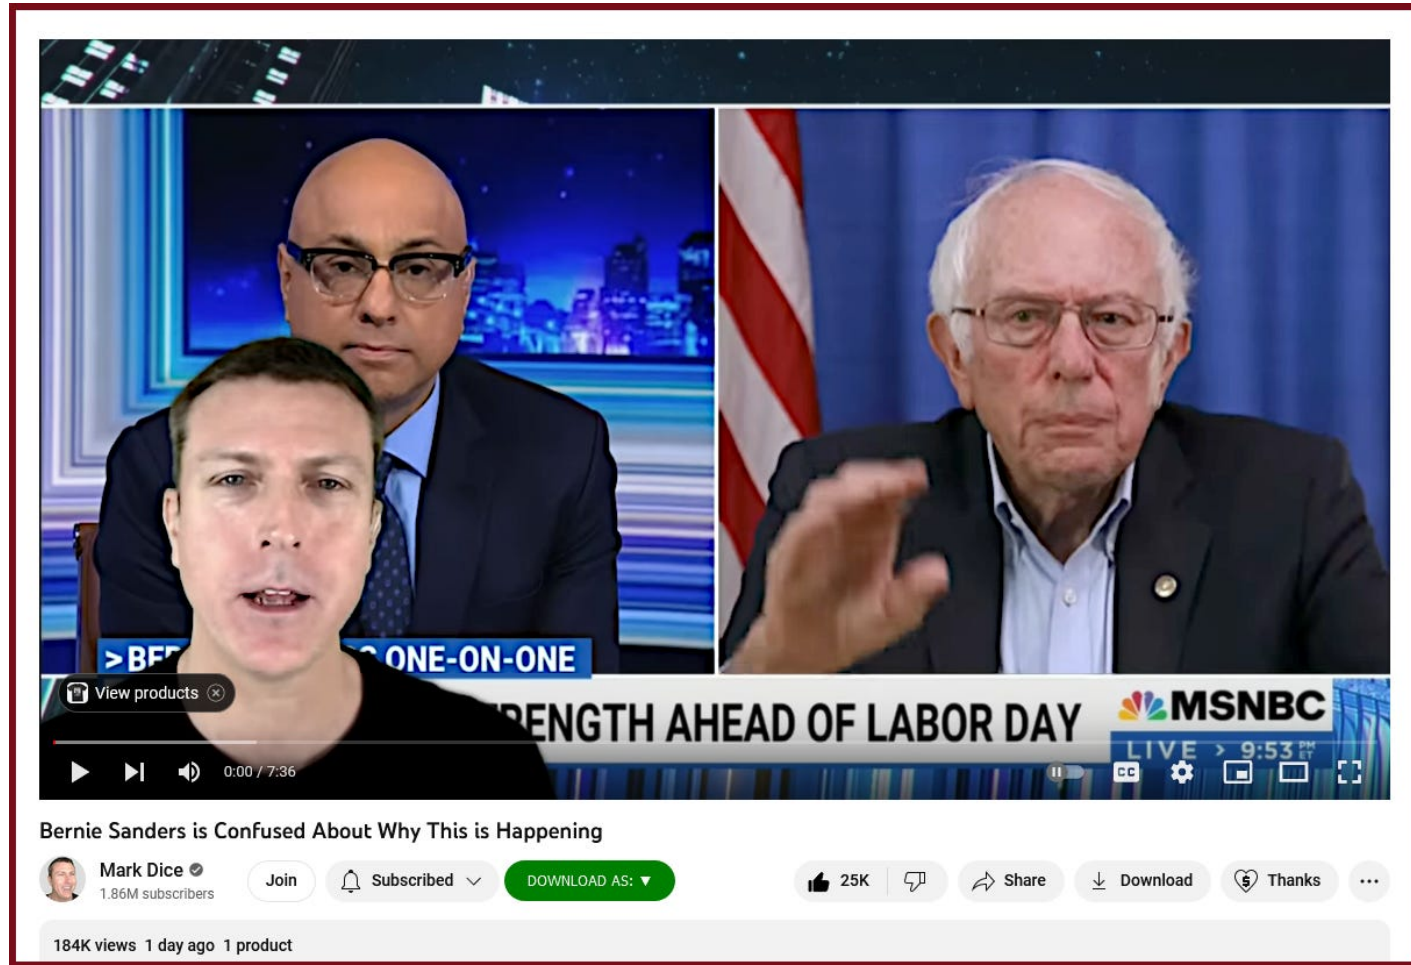 >BE ONE-ON-ONE
View products
ENGTH AHEAD OF LABOR DAY
MSNBC
LIVE > 9:53 PM ET
0:00 / 7:36
CC
Bernie Sanders is Confused About Why This is Happening
Mark Dice
1.86M subscribers
Join
Subscribed
DOWNLOAD AS: ▼
25K
Share
Download
Thanks
184K views 1 day ago 1 product